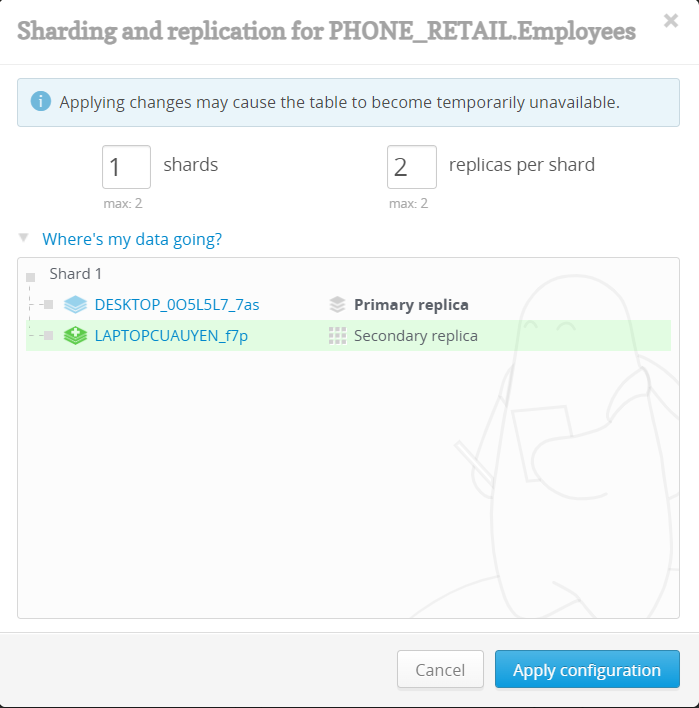 Sharding and replication for PHONE_RETAIL.Employees
×
i Applying changes may cause the table to become temporarily unavailable.
1 shards 2 replicas per shard
max: 2 max: 2
Where's my data going?
Shard 1
DESKTOP_0O5L5L7_7as Primary replica
LAPTOPCUAUYEN_f7p Secondary replica
Cancel Apply configuration